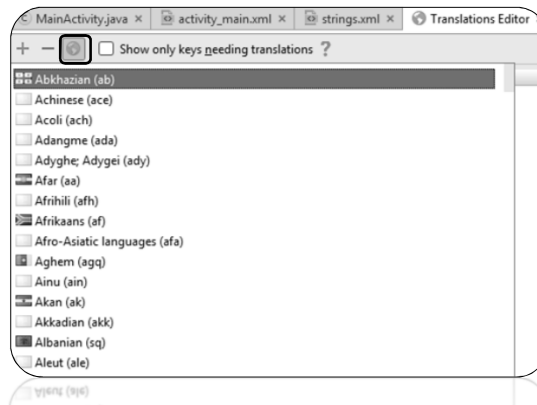 MainActivity.java × activity_main.xml × strings.xml × Translations Editor
Show only keys needing translations ?
Abkhazian (ab)
Achinese (ace)
Acoli (ach)
Adangme (ada)
Adyghe; Adygei (ady)
Afar (aa)
Afrihili (afh)
Afrikaans (af)
Afro-Asiatic languages (afa)
Aghem (agq)
Ainu (ain)
Akan (ak)
Akkadian (akk)
Albanian (sq)
Aleut (ale)